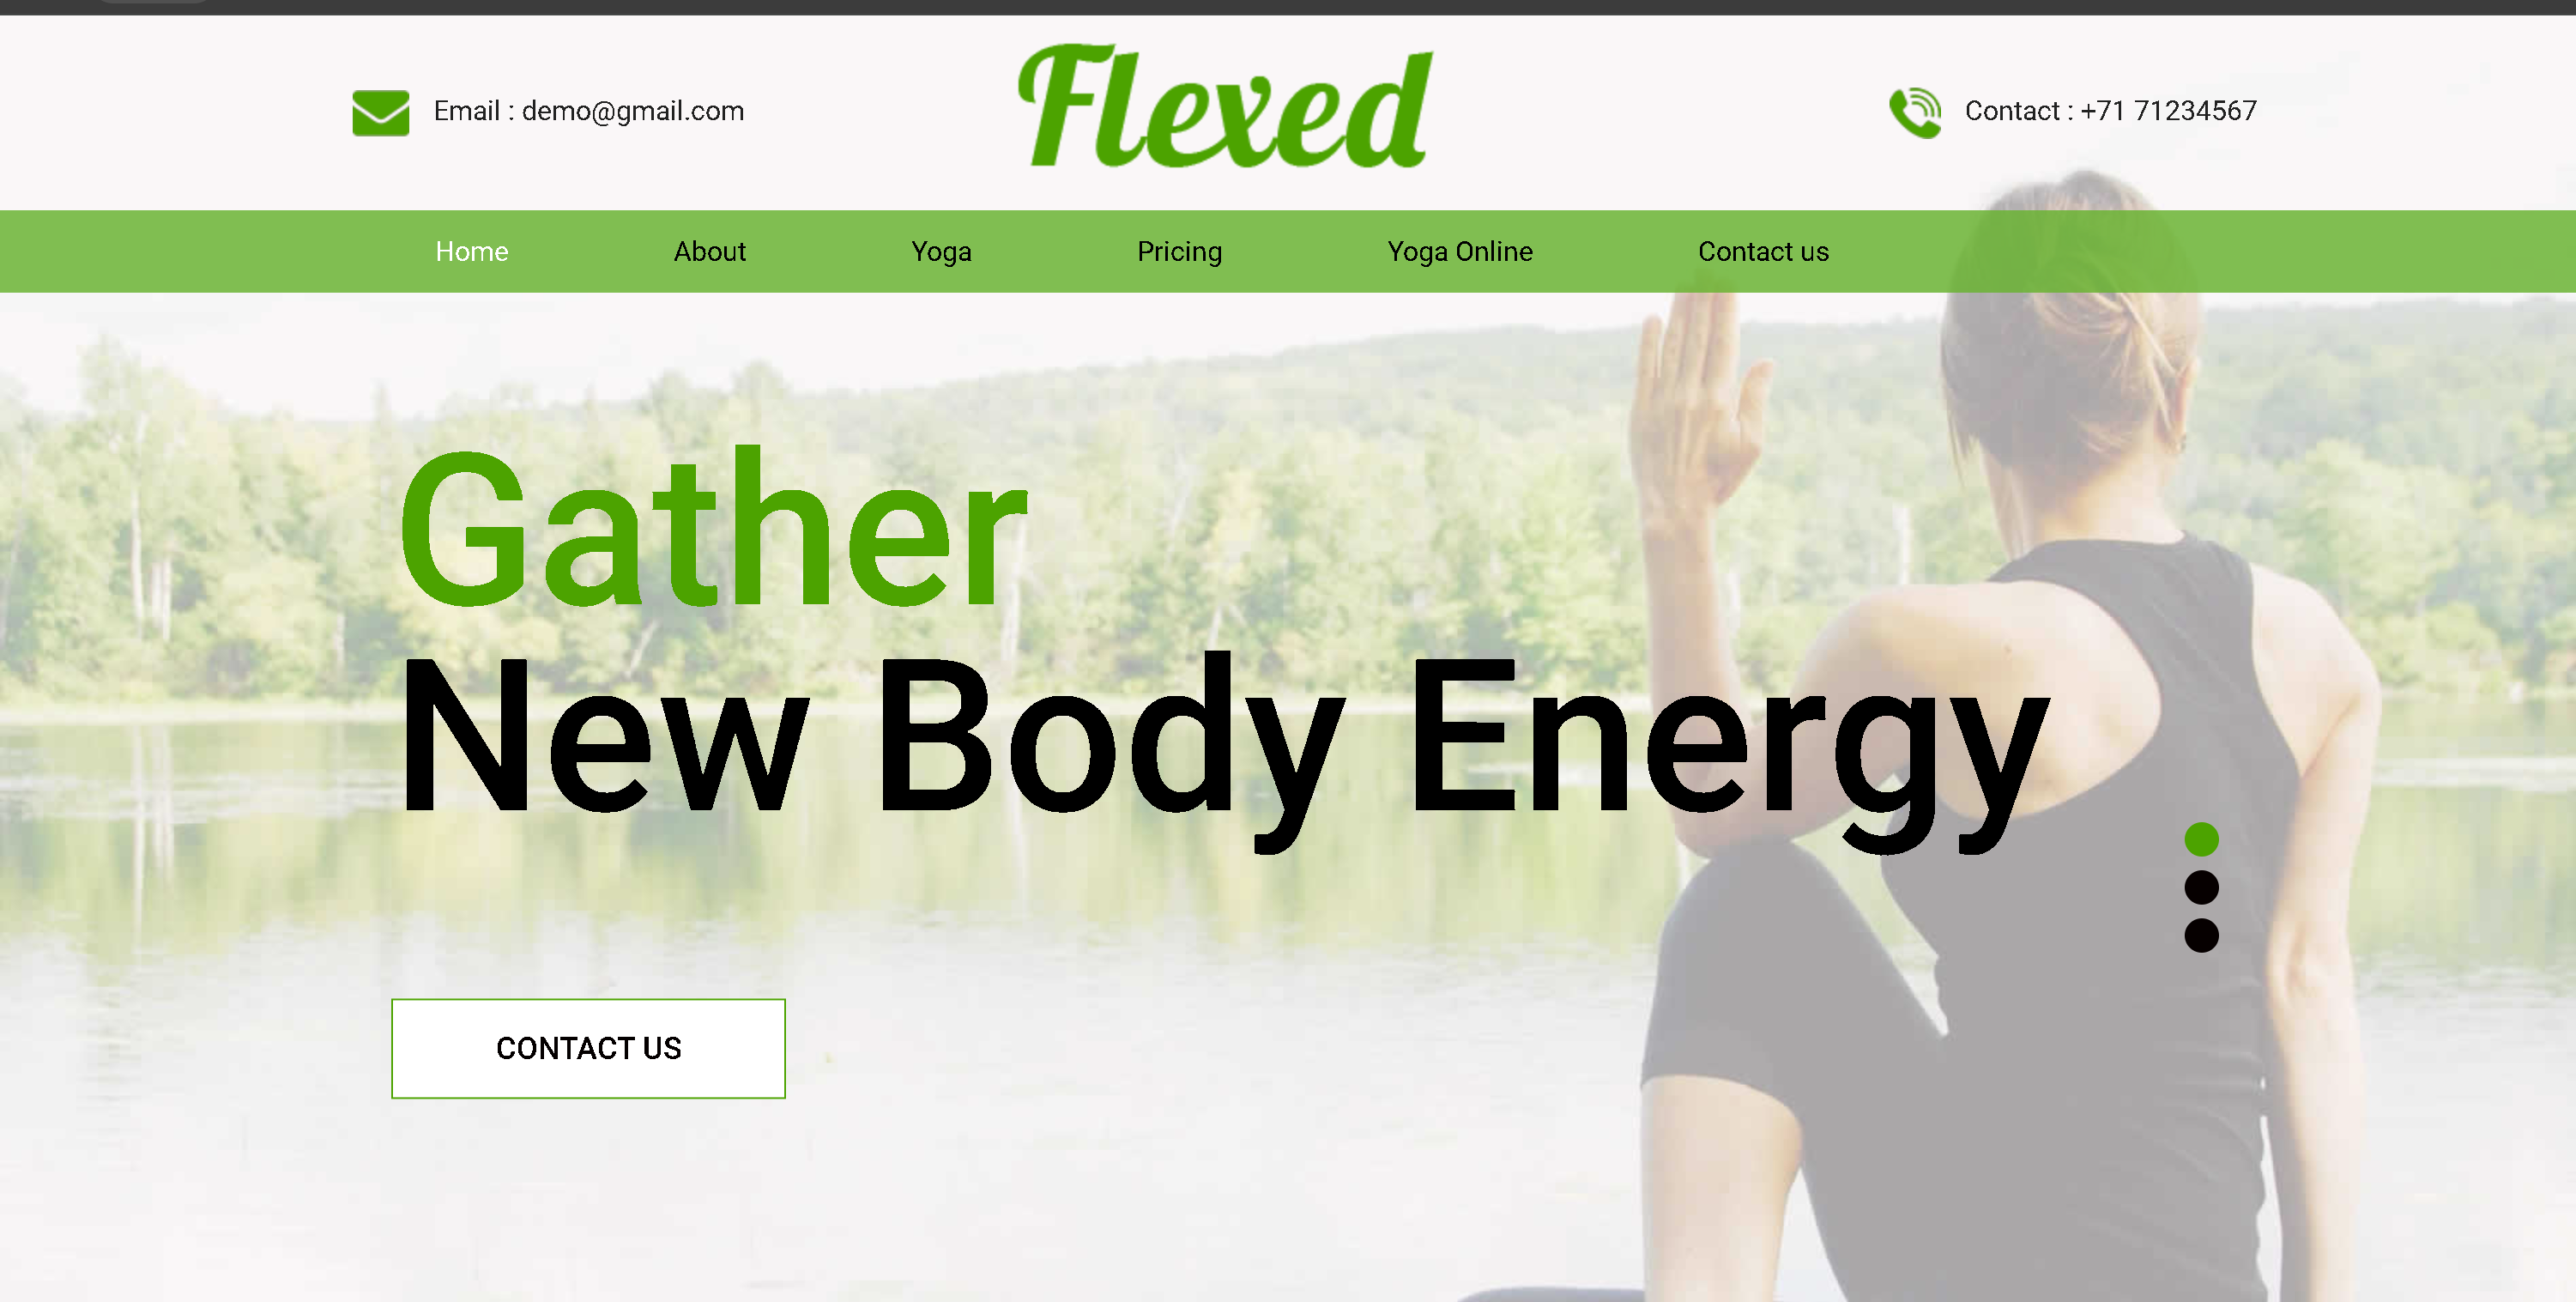 Email : demo@gmail.com
Flexed
Contact : +71 71234567
Home
About
Yoga
Pricing
Yoga Online
Contact us
Gather
New Body Energy
CONTACT US